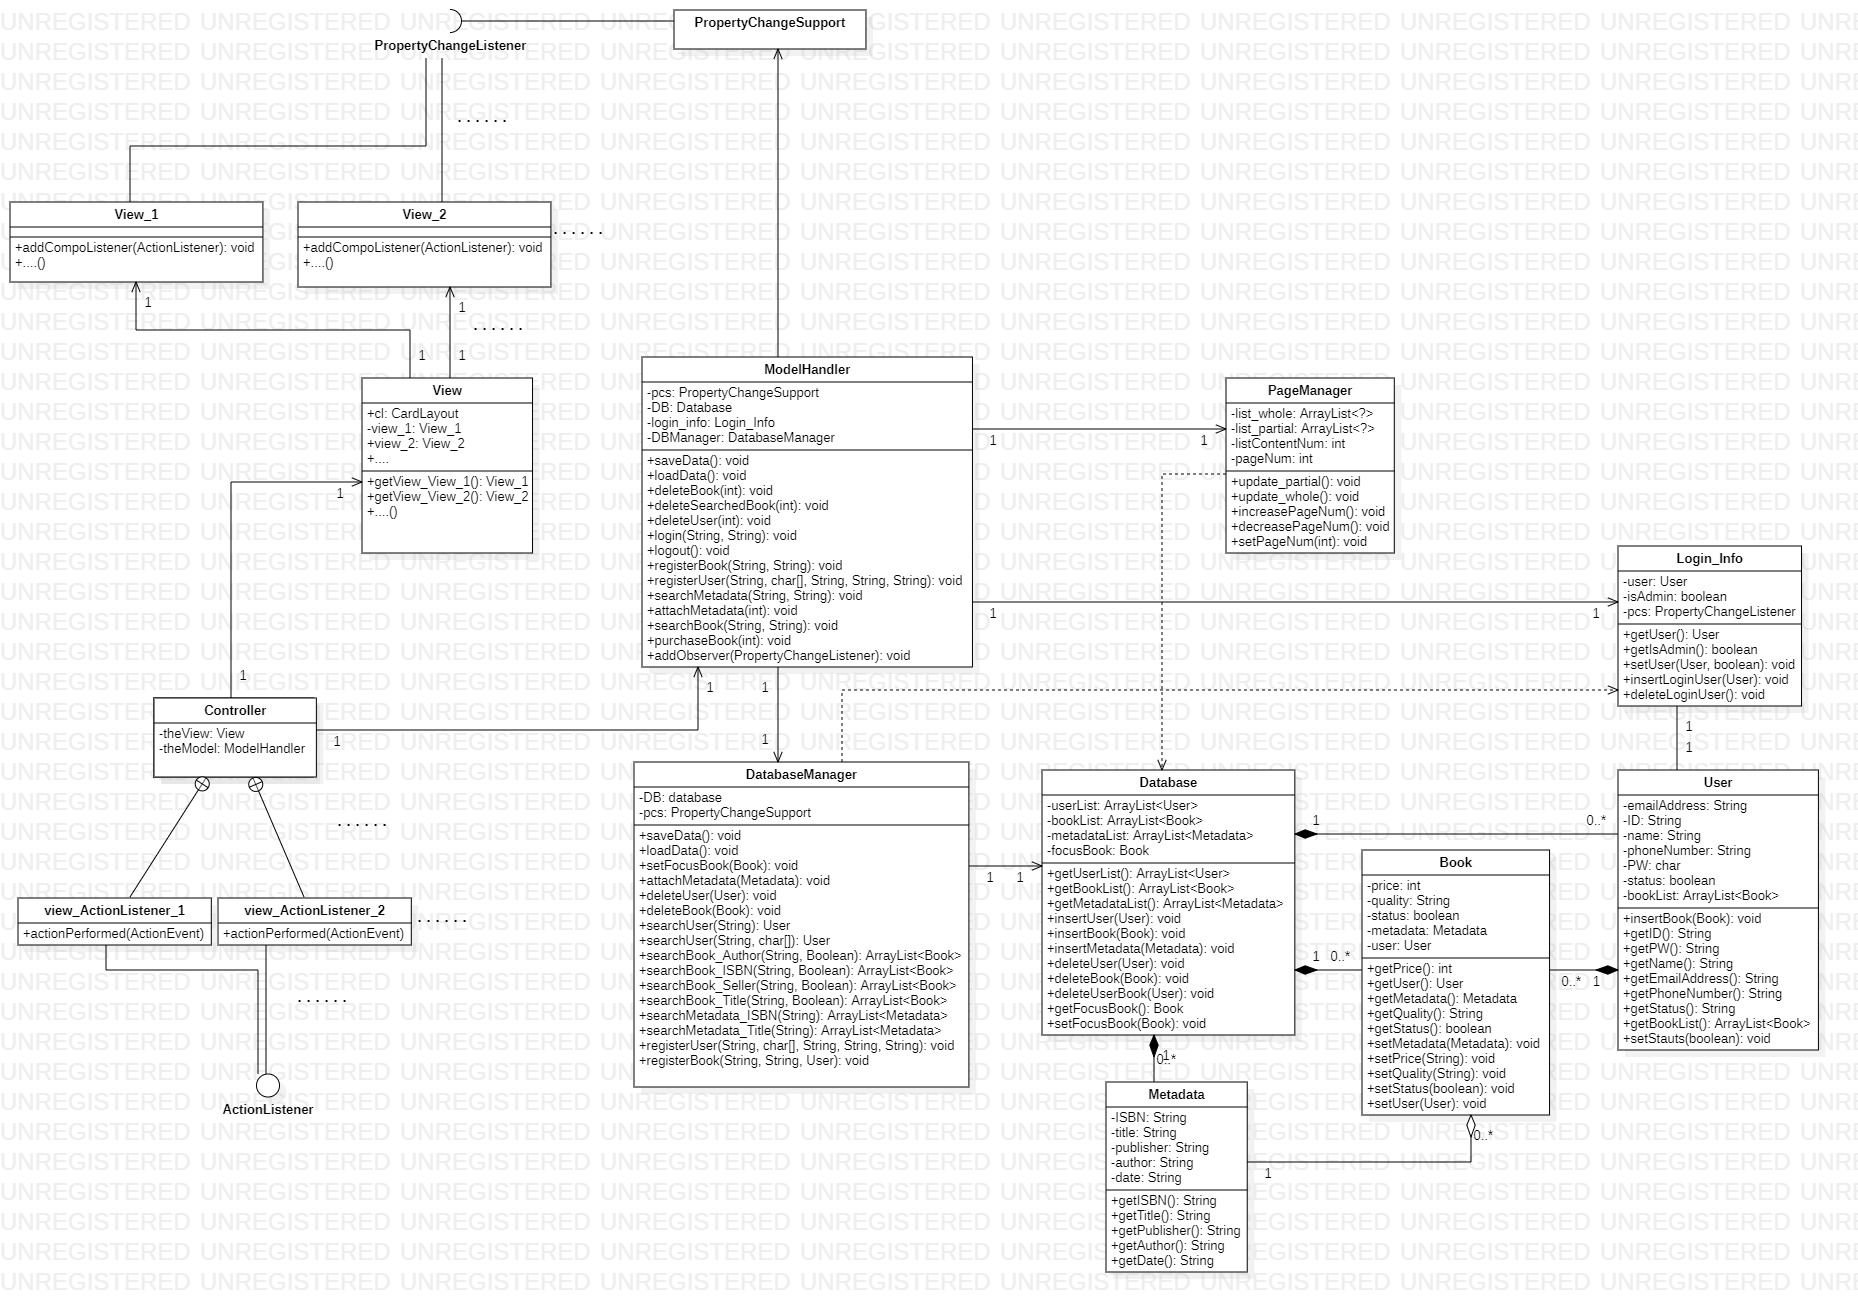 PropertyChangeSupport
PropertyChangeListener
......
View_1
+addCompoListener(ActionListener): void
+....()
View_2
+addCompoListener(ActionListener): void
+....()
......
1
1
......
1
1
View
+cl: CardLayout
-view_1: View_1
+view_2: View_2
+....
+getView_View_1(): View_1
+getView_View_2(): View_2
+....()
1
1
ModelHandler
-pcs: PropertyChangeSupport
-DB: Database
-login_info: Login_Info
-DBManager: DatabaseManager
+saveData(): void
+loadData(): void
+deleteBook(int): void
+deleteSearchedBook(int): void
+deleteUser(int): void
+login(String, String): void
+logout(): void
+registerBook(String, String): void
+registerUser(String, char[], String, String, String): void
+searchMetadata(String, String): void
+attachMetadata(int): void
+searchBook(String, String): void
+purchaseBook(int): void
+addObserver(PropertyChangeListener): void
1
1
PageManager
-list_whole: ArrayList<?>
-list_partial: ArrayList<?>
-listContentNum: int
-pageNum: int
+update_partial(): void
+update_whole(): void
+increasePageNum(): void
+decreasePageNum(): void
+setPageNum(int): void
1
1
Login_Info
-user: User
-isAdmin: boolean
-pcs: PropertyChangeListener
+getUser(): User
+getIsAdmin(): boolean
+setUser(User, boolean): void
+insertLoginUser(User): void
+deleteLoginUser(): void
1
1
Controller
-theView: View
-theModel: ModelHandler
1
1
1
1
......
view_ActionListener_1
+actionPerformed(ActionEvent)
view_ActionListener_2
+actionPerformed(ActionEvent)
......
......
ActionListener
DatabaseManager
-DB: database
-pcs: PropertyChangeSupport
+saveData(): void
+loadData(): void
+setFocusBook(Book): void
+attachMetadata(Metadata): void
+deleteUser(User): void
+deleteBook(Book): void
+searchUser(String): User
+searchUser(String, char[]): User
+searchBook_Author(String, Boolean): ArrayList<Book>
+searchBook_ISBN(String, Boolean): ArrayList<Book>
+searchBook_Seller(String, Boolean): ArrayList<Book>
+searchBook_Title(String, Boolean): ArrayList<Book>
+searchMetadata_ISBN(String): ArrayList<Metadata>
+searchMetadata_Title(String): ArrayList<Metadata>
+registerUser(String, char[], String, String, String): void
+registerBook(String, String, User): void
1
1
Database
-userList: ArrayList<User>
-bookList: ArrayList<Book>
-metadataList: ArrayList<Metadata>
-focusBook: Book
+getUserList(): ArrayList<User>
+getBookList(): ArrayList<Book>
+getMetadataList(): ArrayList<Metadata>
+insertUser(User): void
+insertBook(Book): void
+insertMetadata(Metadata): void
+deleteUser(User): void
+deleteBook(Book): void
+deleteUserBook(User): void
+getFocusBook(): Book
+setFocusBook(Book): void
1
0..*
1
0..*
1
0..*
Book
-price: int
-quality: String
-status: boolean
-metadata: Metadata
-user: User
+getPrice(): int
+getUser(): User
+getMetadata(): Metadata
+getQuality(): String
+getStatus(): boolean
+setMetadata(Metadata): void
+setPrice(String): void
+setQuality(String): void
+setStatus(boolean): void
+setUser(User): void
0..*
1
User
-emailAddress: String
-ID: String
-name: String
-phoneNumber: String
-PW: char
-status: boolean
-bookList: ArrayList<Book>
+insertBook(Book): void
+getID(): String
+getPW(): String
+getName(): String
+getEmailAddress(): String
+getPhoneNumber(): String
+getStatus(): String
+getBookList(): ArrayList<Book>
+setStauts(boolean): void
Metadata
-ISBN: String
-title: String
-publisher: String
-author: String
-date: String
+getISBN(): String
+getTitle(): String
+getPublisher(): String
+getAuthor(): String
+getDate(): String
1
0..*
UNREGISTERED